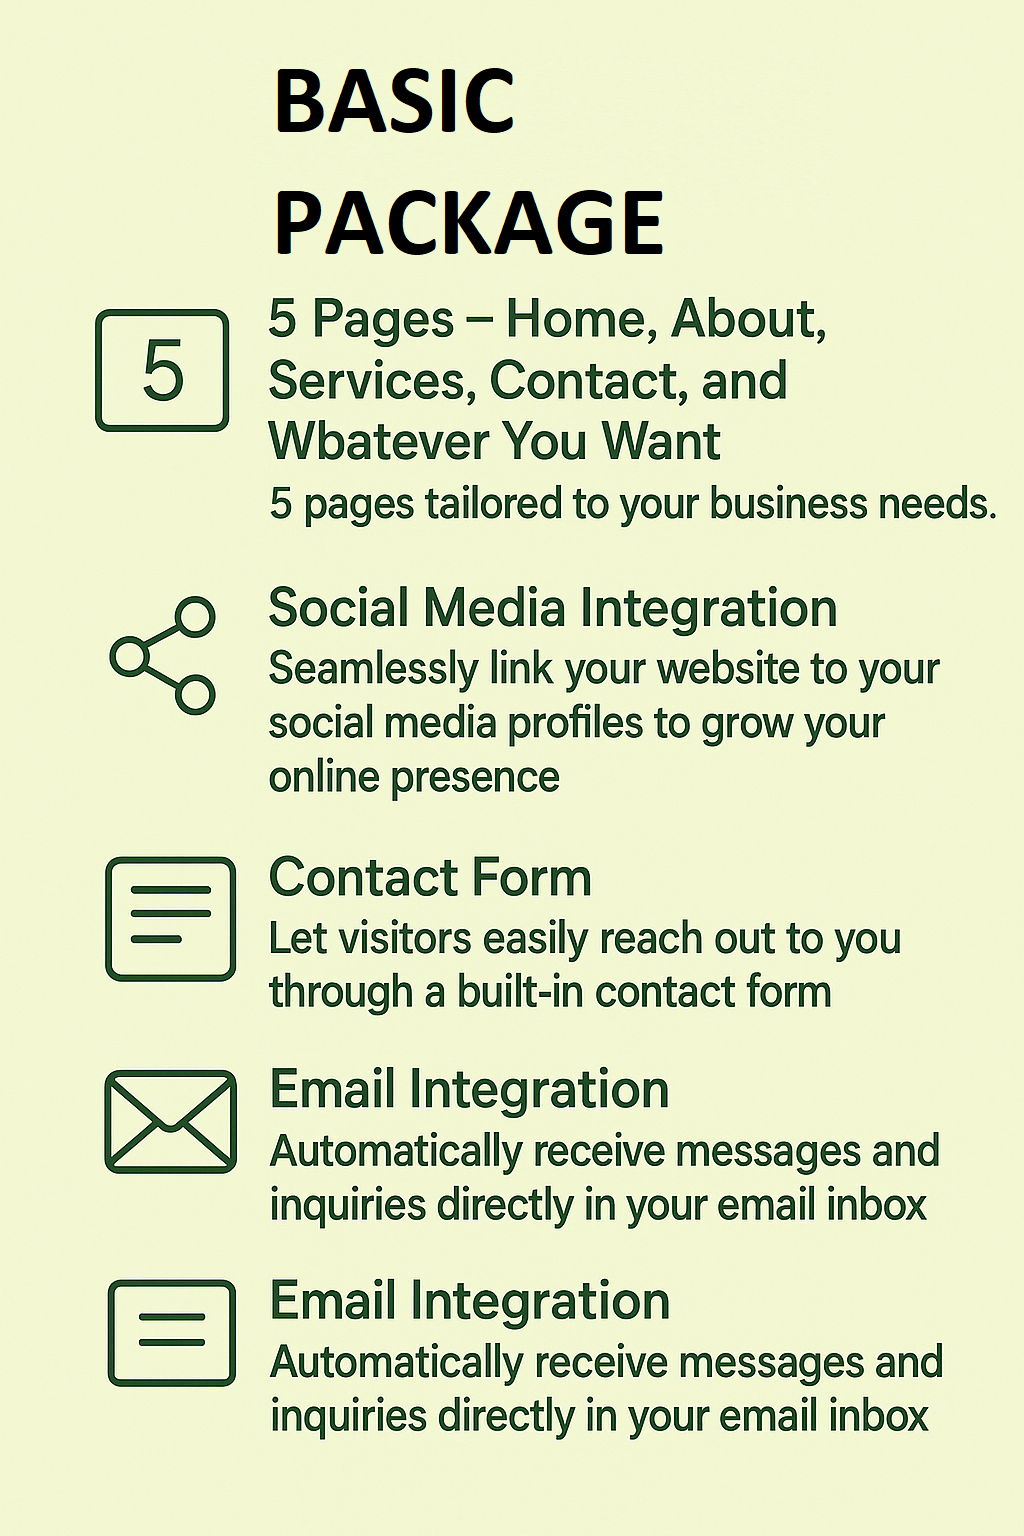 BASIC
PACKAGE
5
5 Pages – Home, About,
Services, Contact, and
Wbatever You Want
5 pages tailored to your business needs.
Social Media Integration
Seamlessly link your website to your
social media profiles to grow your
online presence
Contact Form
Let visitors easily reach out to you
through a built-in contact form
Email Integration
Automatically receive messages and
inquiries directly in your email inbox
Email Integration
Automatically receive messages and
inquiries directly in your email inbox